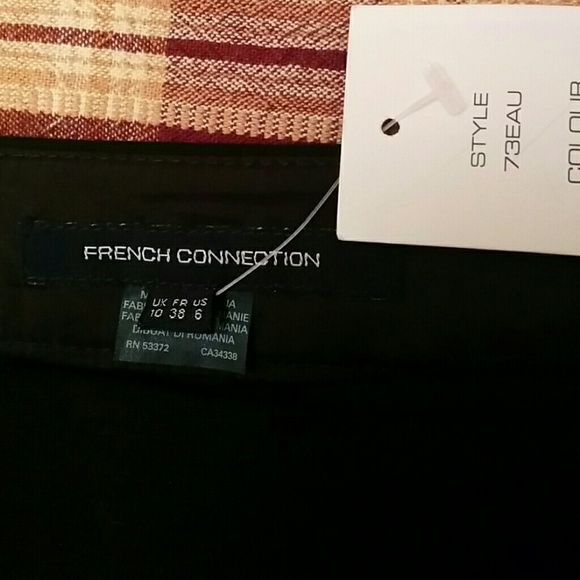 STYLE
73EAU
COLOUR
FRENCH CONNECTION
UK FR US
10 38 6
RN 53372 CA34338